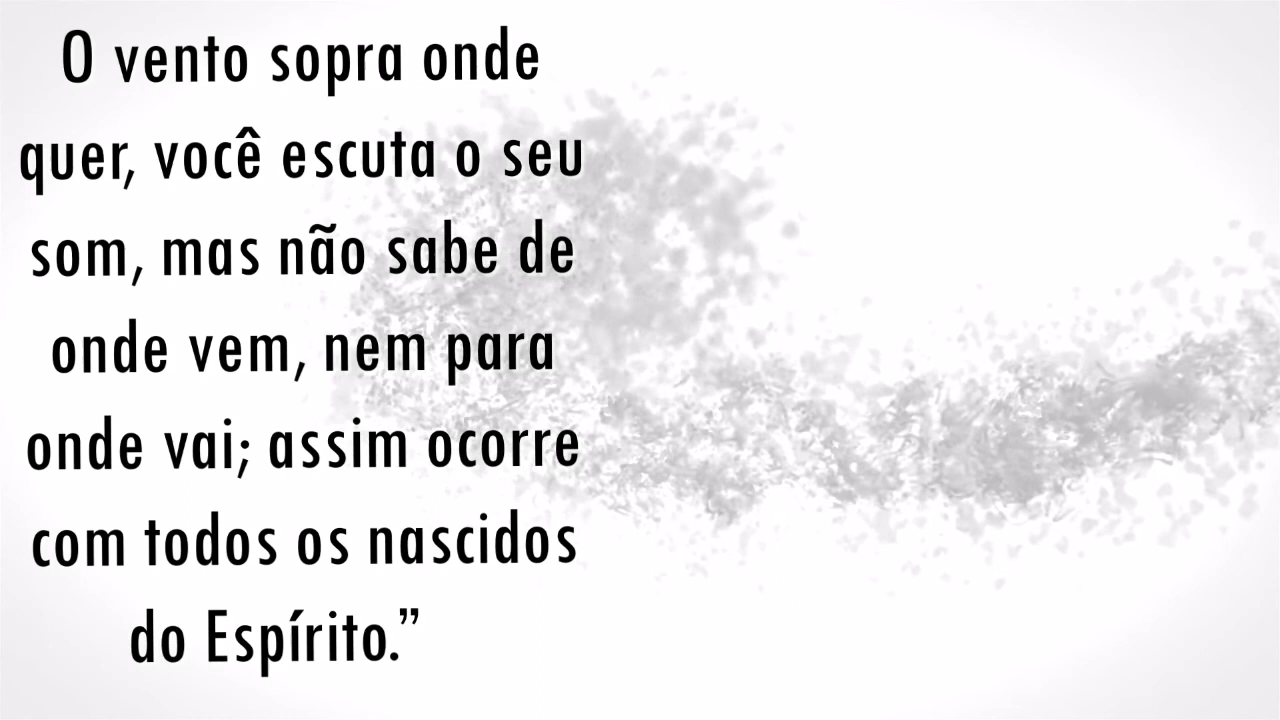 O vento sopra onde
quer, você escuta o seu
som, mas não sabe de
onde vem, nem para
onde vai; assim ocorre
com todos os nascidos
do Espírito.”